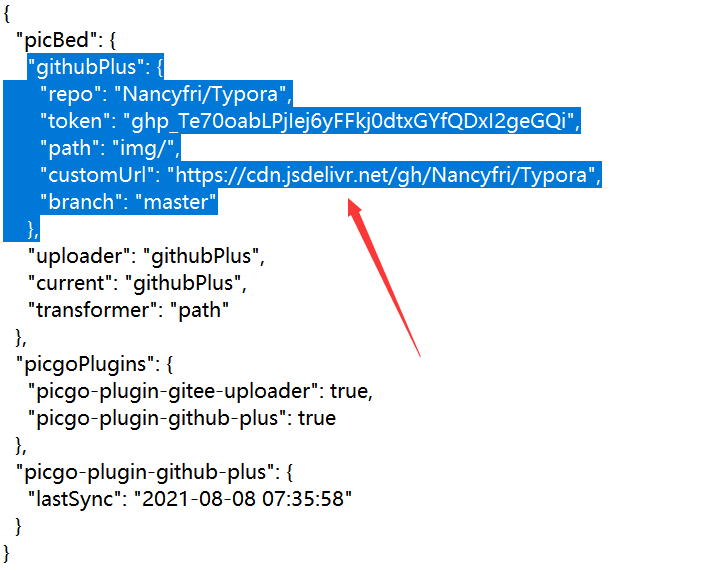 {
"picBed": {
"githubPlus": {
"repo": "Nancyfri/Typora",
"token": "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",
"path": "img/",
"customUrl": "https://cdn.jsdelivr.net/gh/Nancyfri/Typora",
"branch": "master"
},
"uploader": "githubPlus",
"current": "githubPlus",
"transformer": "path"
},
"picgoPlugins": {
"picgo-plugin-gitee-uploader": true,
"picgo-plugin-github-plus": true
},
"picgo-plugin-github-plus": {
"lastSync": "2021-08-08 07:35:58"
}
}